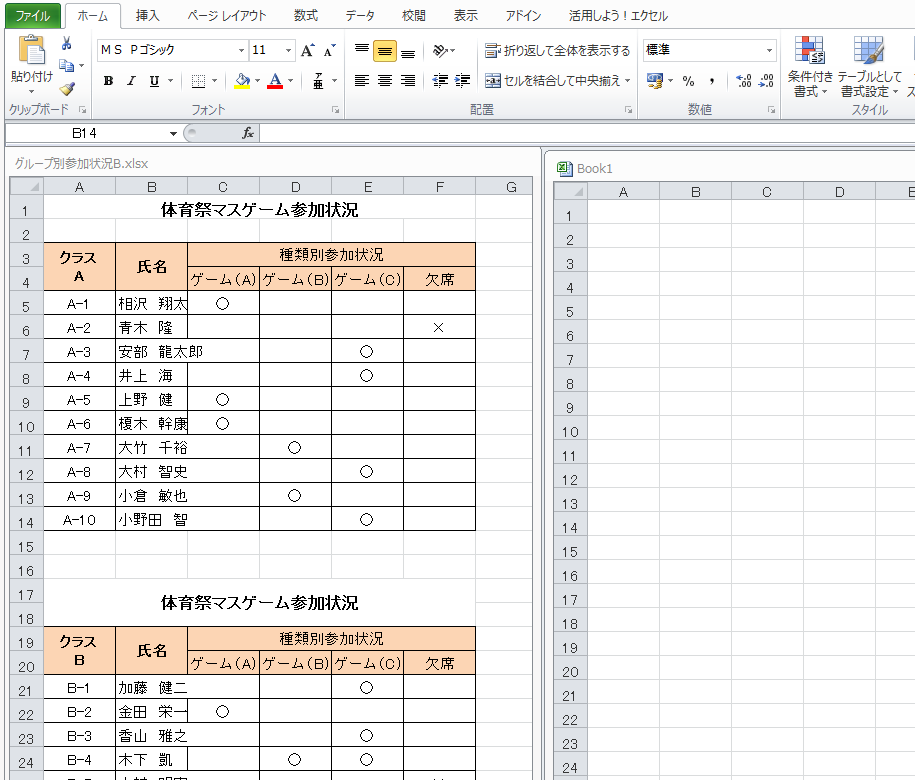 ファイル ホーム 挿入 ページ レイアウト 数式 データ 校閲 表示 アドイン 活用しよう！エクセル
貼り付け
ＭＳ Ｐゴシック 11 折り返して全体を表示する 標準
B I U セルを結合して中央揃え % ,
条件付き書式 テーブルとして書式設定
クリップボード フォント 配置 数値 スタイル
B14 fx
グループ別参加状況B.xlsx
A B C D E F G
1 体育祭マスゲーム参加状況
2
3 クラス A 氏名 種類別参加状況
4 ゲーム(A) ゲーム(B) ゲーム(C) 欠席
5 A-1 相沢 翔太 ○
6 A-2 青木 隆 ×
7 A-3 安部 龍太郎 ○
8 A-4 井上 海 ○
9 A-5 上野 健 ○
10 A-6 榎木 幹康 ○
11 A-7 大竹 千裕 ○
12 A-8 大村 智史 ○
13 A-9 小倉 敏也 ○
14 A-10 小野田 智 ○
15
16
17 体育祭マスゲーム参加状況
18
19 クラス B 氏名 種類別参加状況
20 ゲーム(A) ゲーム(B) ゲーム(C) 欠席
21 B-1 加藤 健二 ○
22 B-2 金田 栄一 ○
23 B-3 香山 雅之 ○
24 B-4 木下 凱 ○ ○
Book1
A B C D E
1
2
3
4
5
6
7
8
9
10
11
12
13
14
15
16
17
18
19
20
21
22
23
24